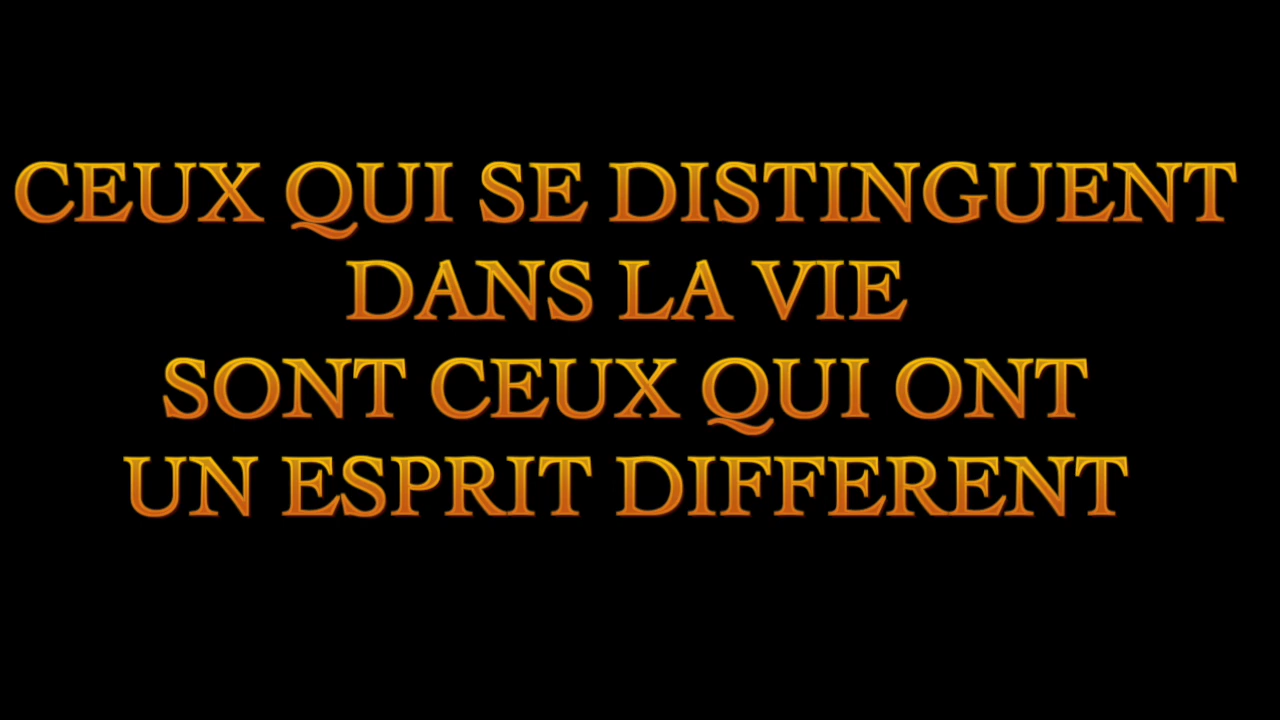 CEUX QUI SE DISTINGUENT
DANS LA VIE
SONT CEUX QUI ONT
UN ESPRIT DIFFERENT